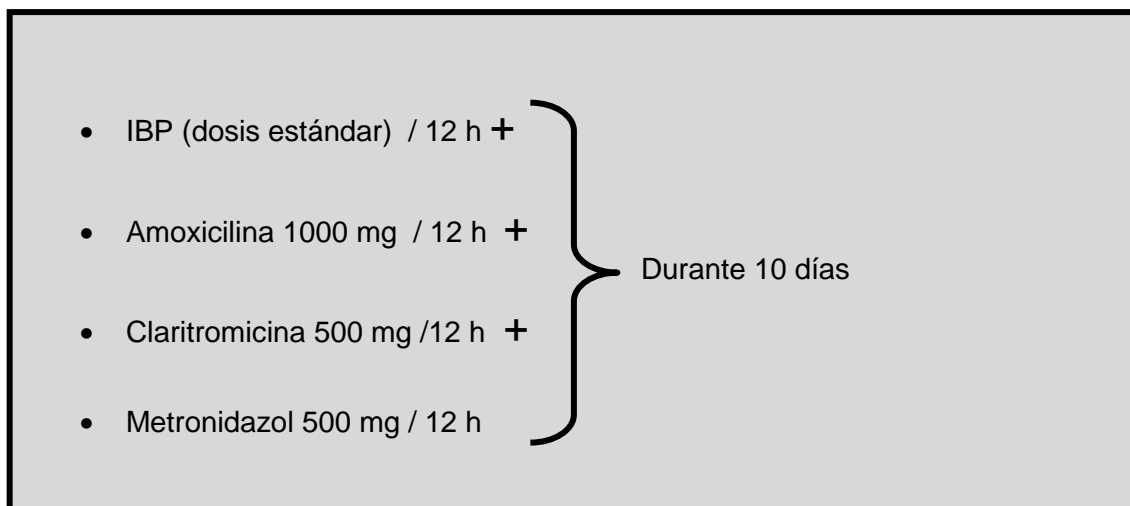 • IBP (dosis estándar) / 12 h +
• Amoxicilina 1000 mg / 12 h +
Durante 10 días
• Claritromicina 500 mg /12 h +
• Metronidazol 500 mg / 12 h